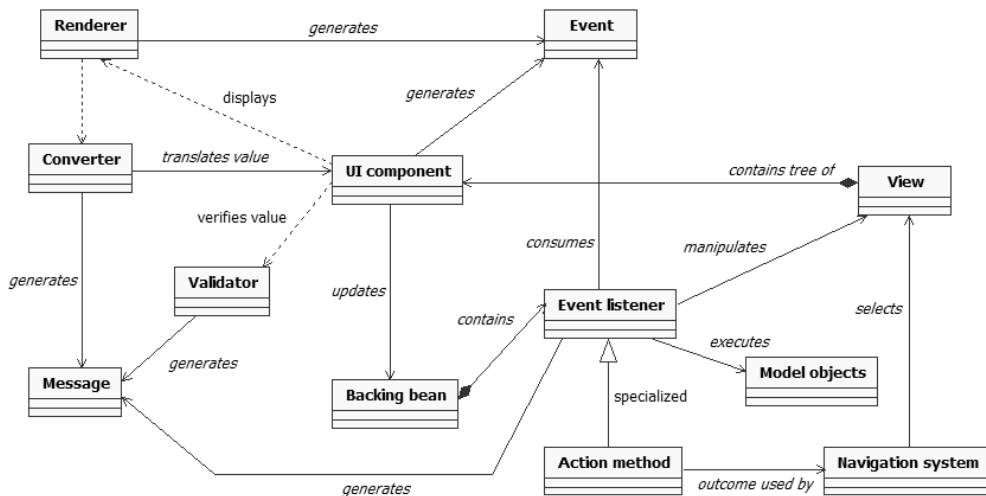 Renderer
generates
Event
displays
generates
Converter
translates value
UI component
contains tree of
View
verifies value
consumes
manipulates
generates
Validator
updates
contains
Event listener
selects
executes
generates
Message
Backing bean
specialized
Model objects
Action method
outcome used by
Navigation system
generates